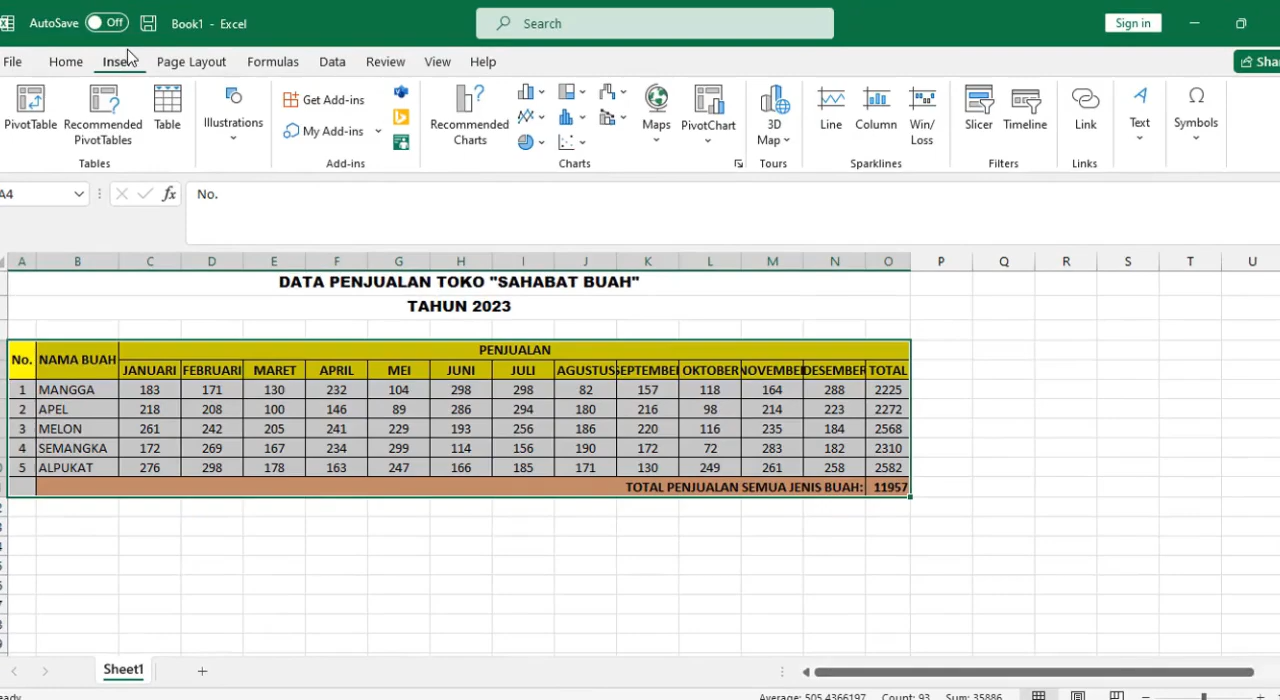 AutoSave Off Book1 - Excel Search Sign in
File Home Inse Page Layout Formulas Data Review View Help Shar
PivotTable Recommended PivotTables Table Illustrations Get Add-ins My Add-ins Recommended Charts Maps PivotChart 3D Map Line Column Win/Loss Slicer Timeline Link Text Symbols
Tables Add-ins Charts Tours Sparklines Filters Links
A4 fx No.
A B C D E F G H I J K L M N O P Q R S T U
DATA PENJUALAN TOKO "SAHABAT BUAH"
TAHUN 2023
No. NAMA BUAH PENJUALAN
JANUARI FEBRUARI MARET APRIL MEI JUNI JULI AGUSTUS SEPTEMBER OKTOBER NOVEMBER DESEMBER TOTAL
1 MANGGA 183 171 130 232 104 298 298 82 157 118 164 288 2225
2 APEL 218 208 100 146 89 286 294 180 216 98 214 223 2272
3 MELON 261 242 205 241 229 193 256 186 220 116 235 184 2568
4 SEMANGKA 172 269 167 234 299 114 156 190 172 72 283 182 2310
5 ALPUKAT 276 298 178 163 247 166 185 171 130 249 261 258 2582
TOTAL PENJUALAN SEMUA JENIS BUAH: 11957
Sheet1
eady Average: 505.4366197 Count: 93 Sum: 35886